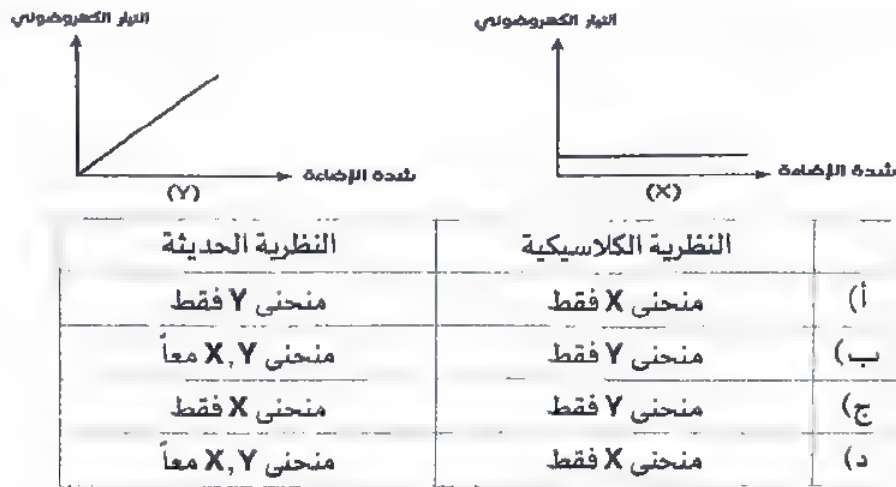 التيار الكهروضوئي
شدة الإضاءة
(X)
التيار الكهروضوئي
شدة الإضاءة
(Y)
النظرية الكلاسيكية
النظرية الحديثة
أ) منحنى X فقط منحنى Y فقط
ب) منحنى Y فقط منحنى X , Y معاً
ج) منحنى Y فقط منحنى X فقط
د) منحنى X فقط منحنى X , Y معاً